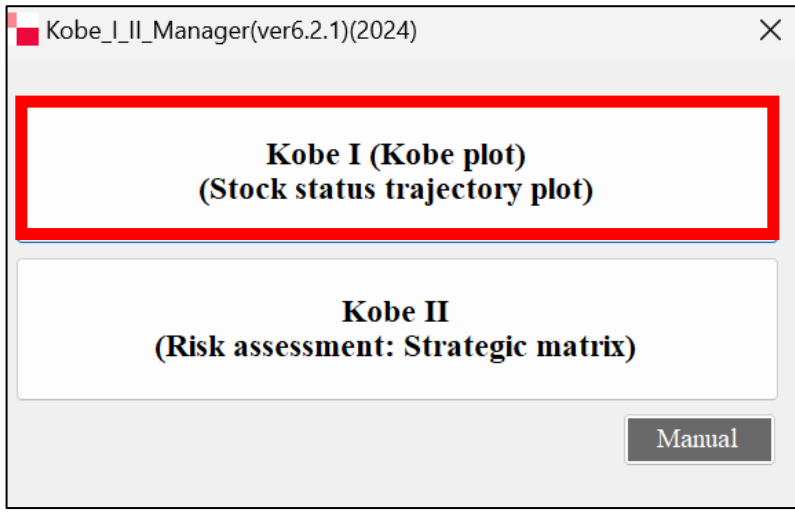 Kobe_I_II_Manager(ver6.2.1)(2024)
Kobe I (Kobe plot)
(Stock status trajectory plot)
Kobe II
(Risk assessment: Strategic matrix)
Manual